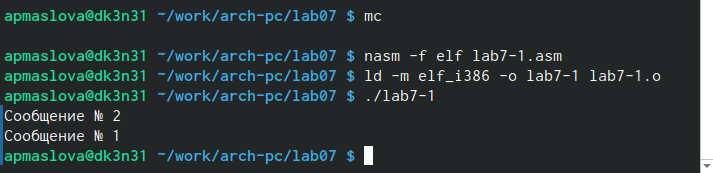 apmaslova@dk3n31 ~/work/arch-pc/lab07 $ mc
apmaslova@dk3n31 ~/work/arch-pc/lab07 $ nasm -f elf lab7-1.asm
apmaslova@dk3n31 ~/work/arch-pc/lab07 $ ld -m elf_i386 -o lab7-1 lab7-1.o
apmaslova@dk3n31 ~/work/arch-pc/lab07 $ ./lab7-1
Сообщение № 2
Сообщение № 1
apmaslova@dk3n31 ~/work/arch-pc/lab07 $